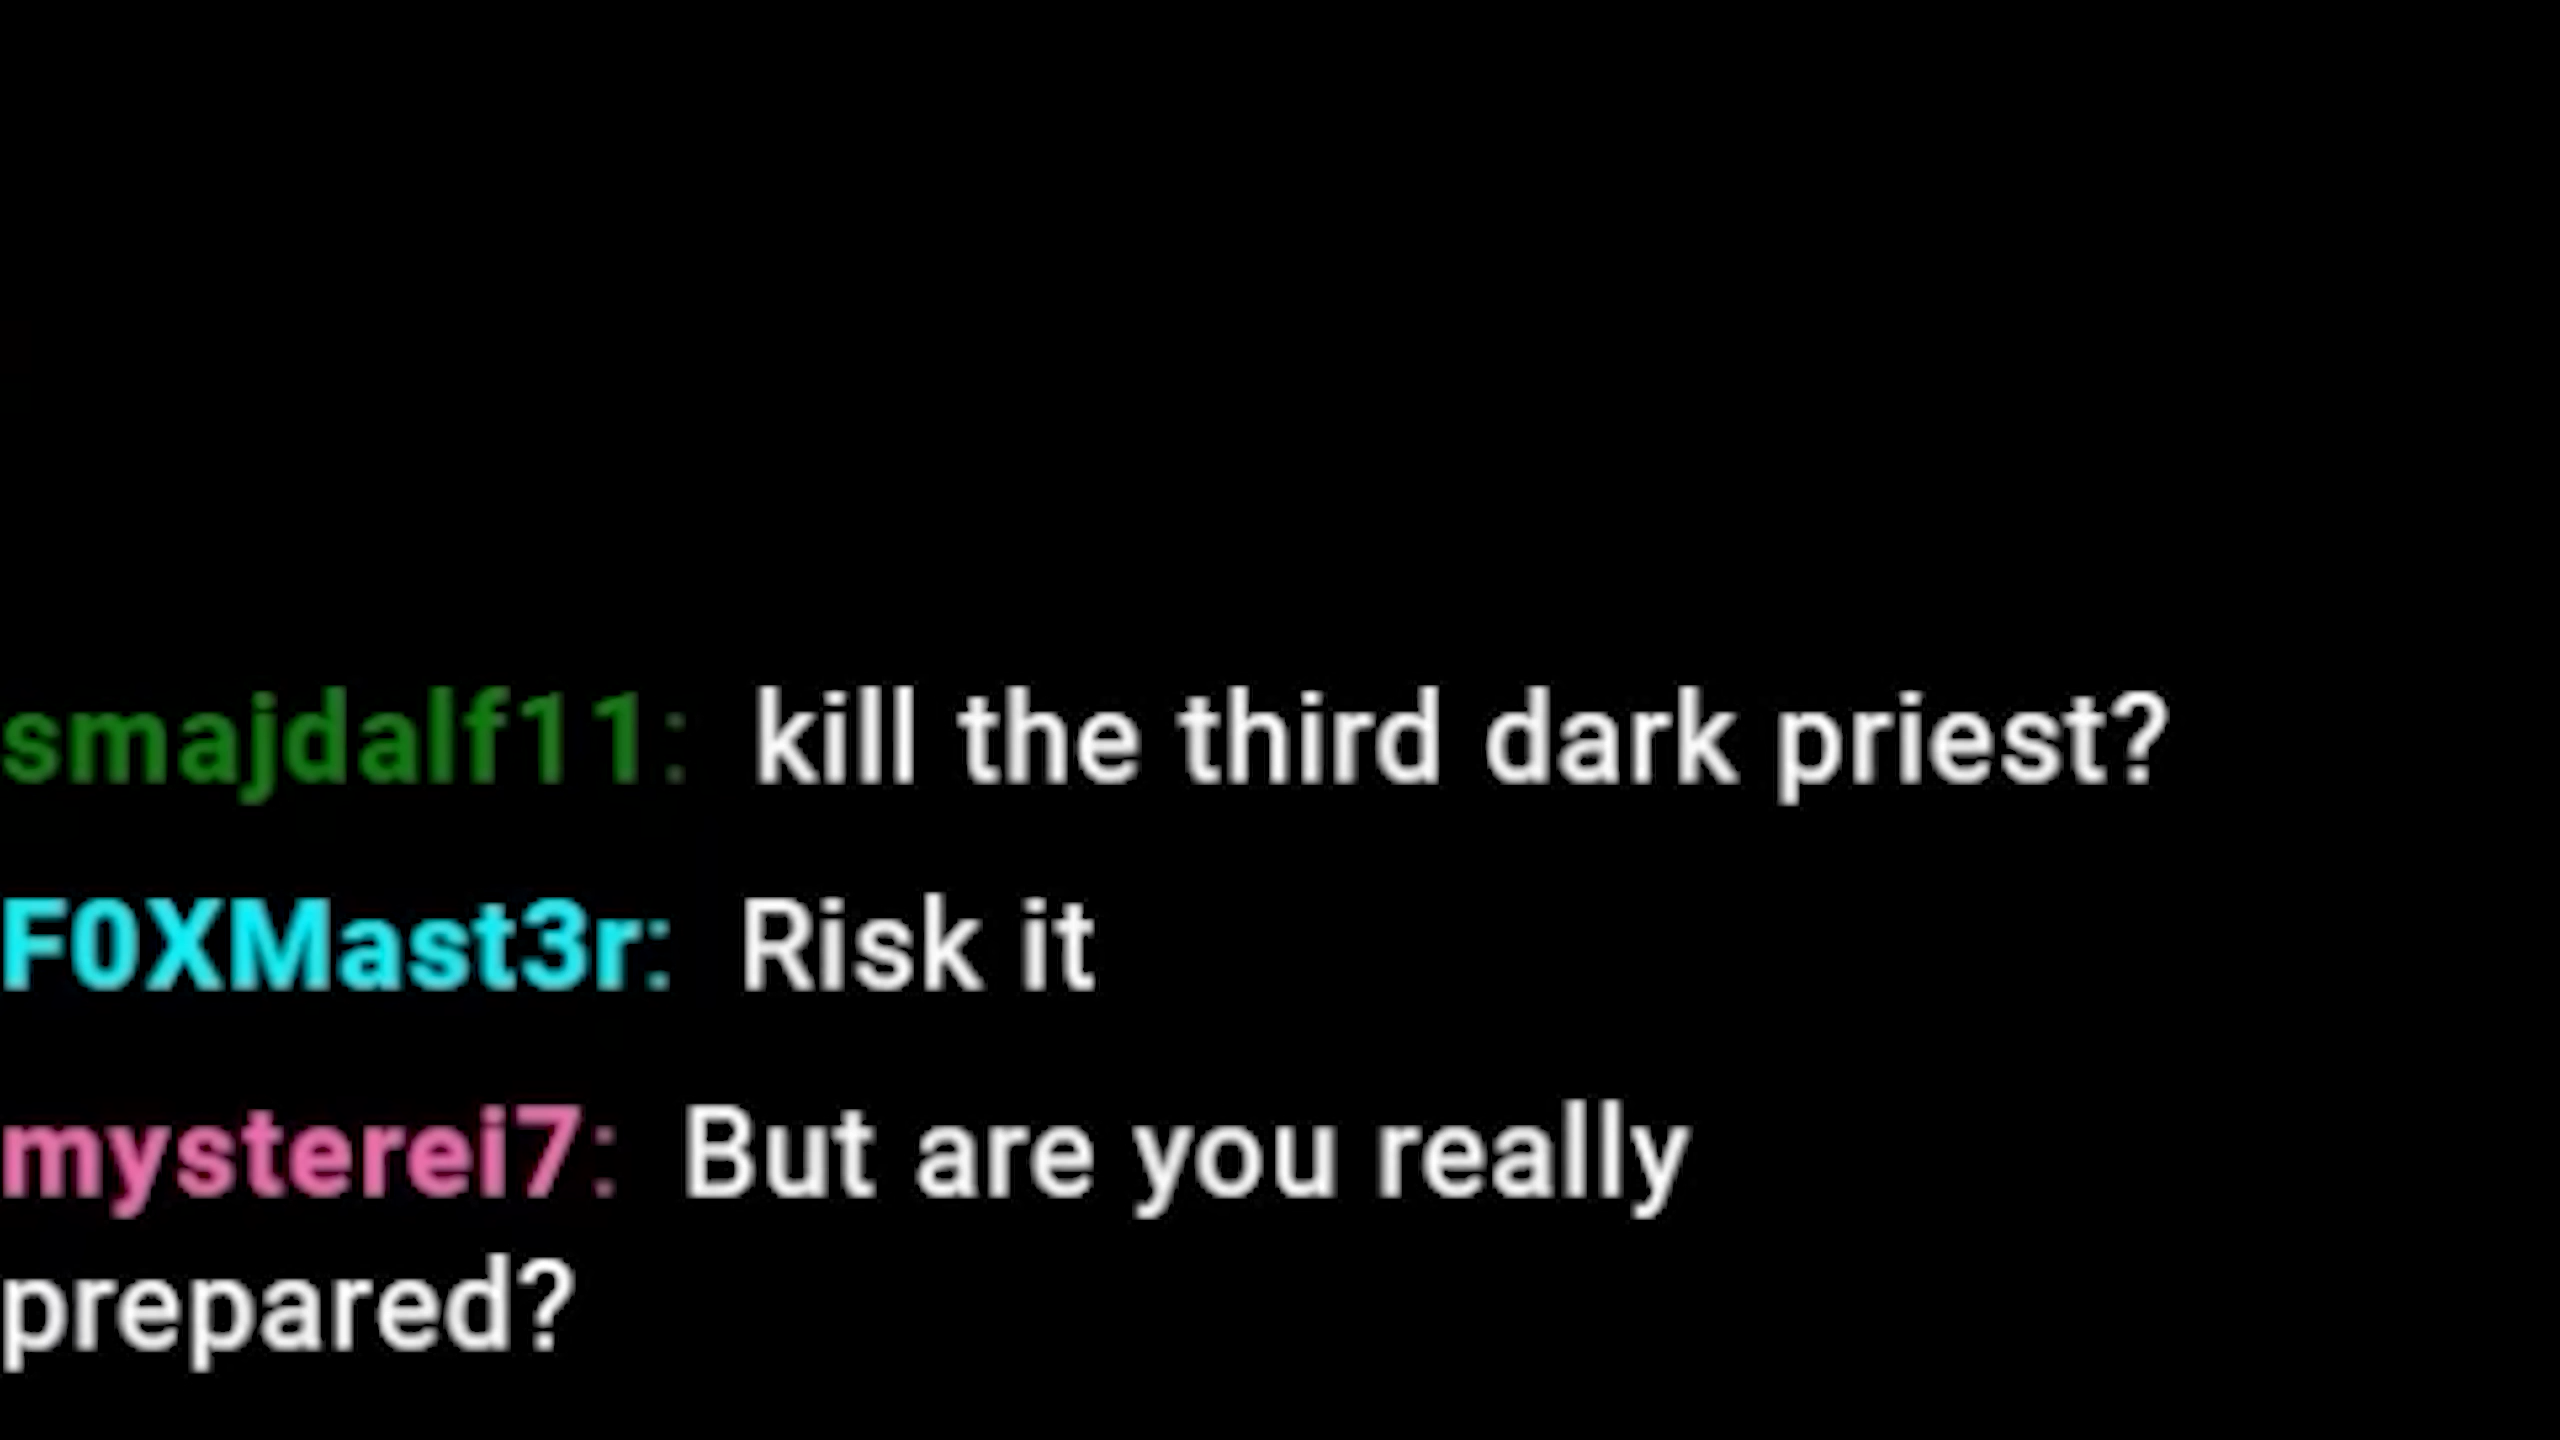 smajdalf11: kill the third dark priest?
F0XMast3r: Risk it
mysterei7: But are you really
prepared?